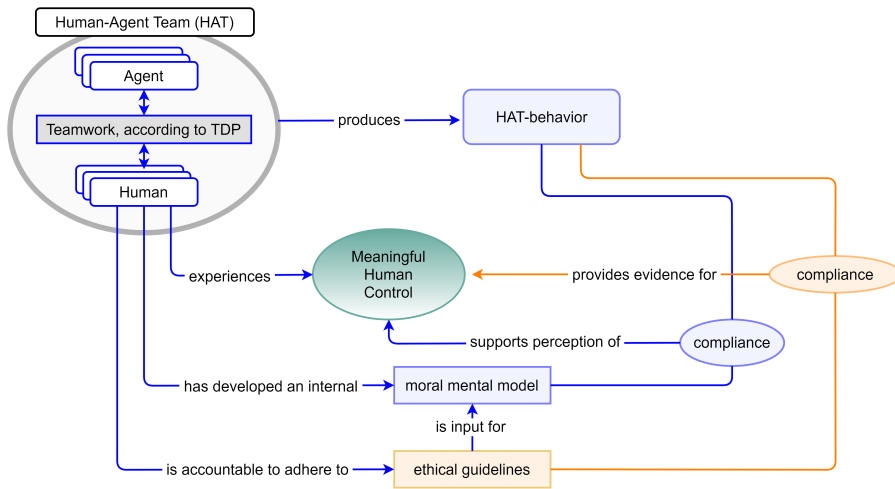 Human-Agent Team (HAT)
Agent
Teamwork, according to TDP
Human
produces
HAT-behavior
experiences
Meaningful
Human
Control
provides evidence for
compliance
supports perception of
compliance
has developed an internal
moral mental model
is input for
is accountable to adhere to
ethical guidelines